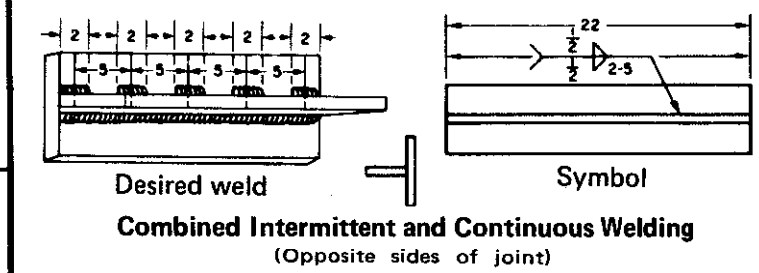 2 2 2 2 2
5 5 5 5
22
1/2
1/2 2-5
Desired weld
Symbol
Combined Intermittent and Continuous Welding
(Opposite sides of joint)